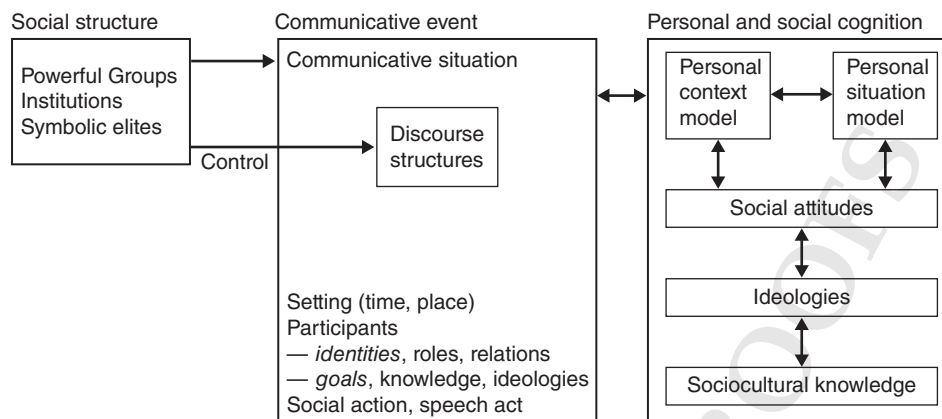 Social structure
Powerful Groups
Institutions
Symbolic elites
Control
Communicative event
Communicative situation
Discourse
structures
Setting (time, place)
Participants
— identities, roles, relations
— goals, knowledge, ideologies
Social action, speech act
Personal and social cognition
Personal
context
model
Personal
situation
model
Social attitudes
Ideologies
Sociocultural knowledge
ROOFS